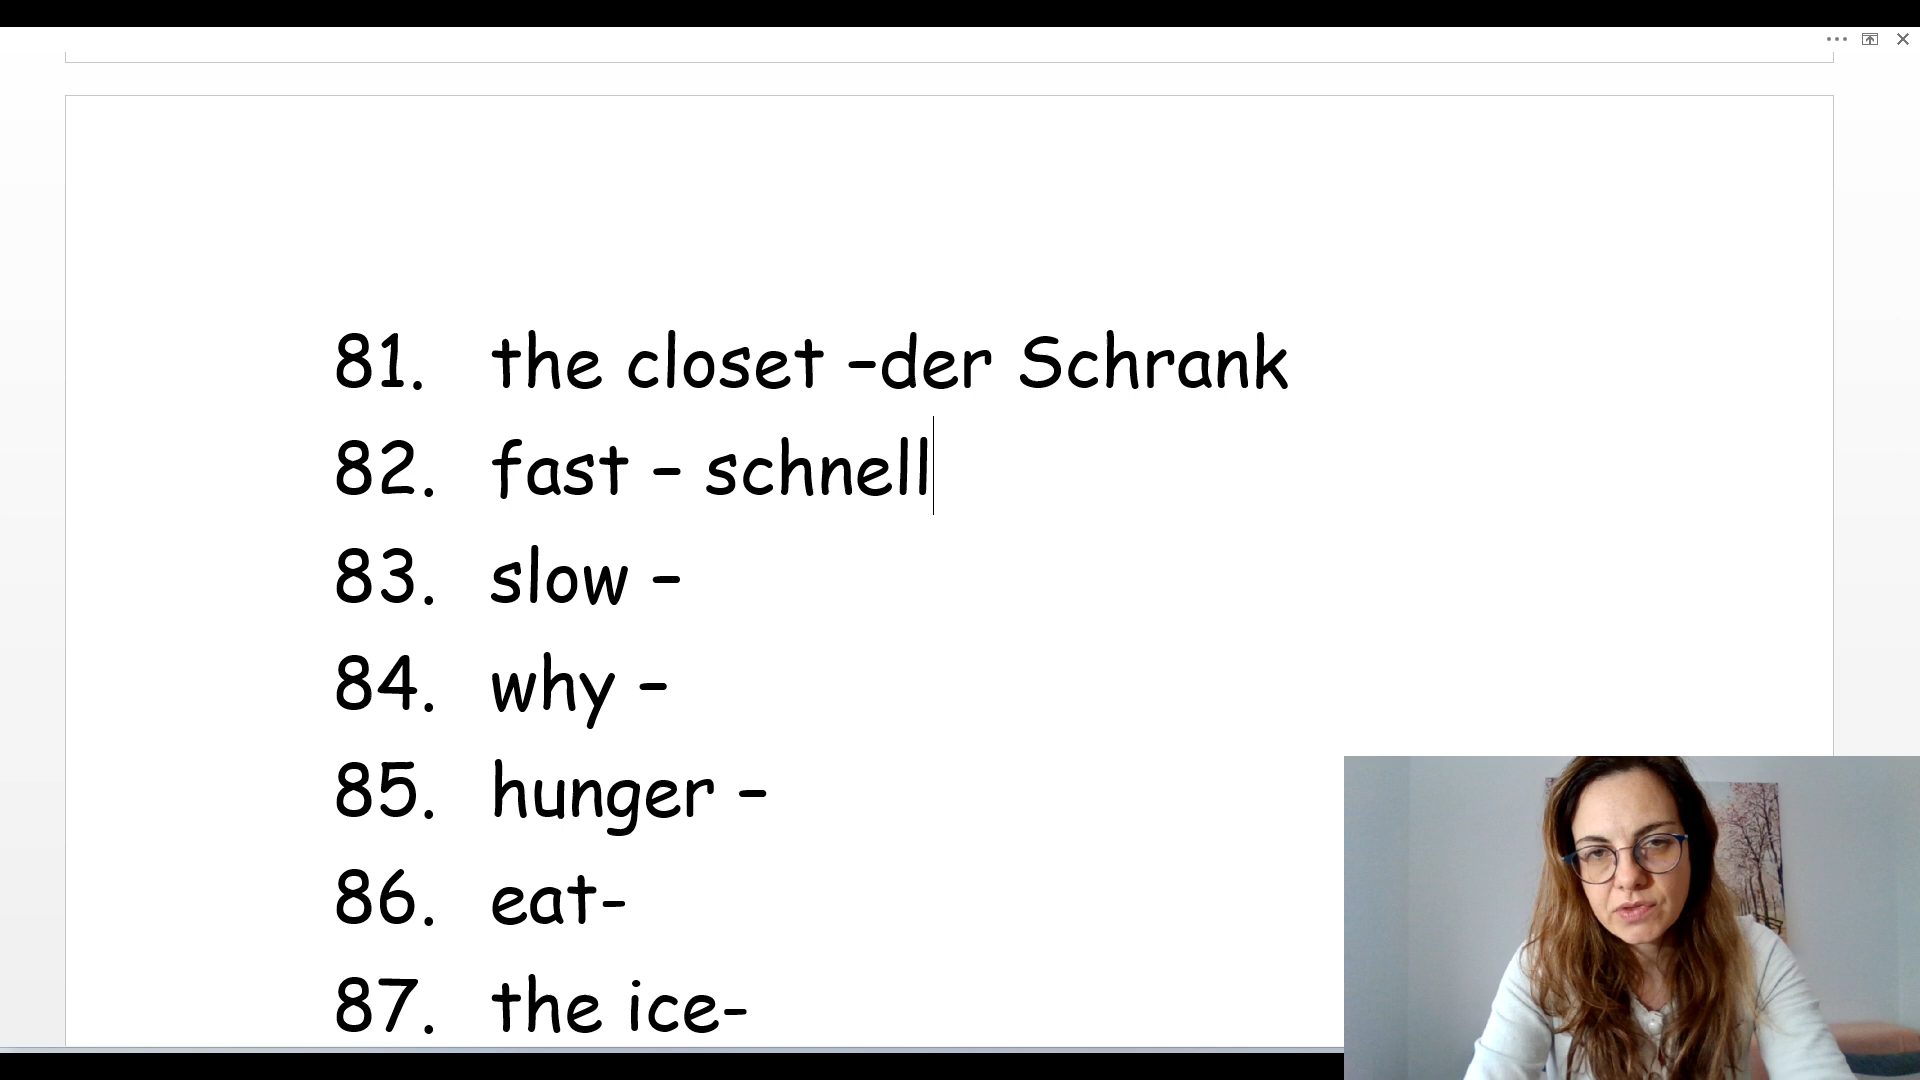 81. the closet –der Schrank
82. fast – schnell
83. slow –
84. why –
85. hunger –
86. eat-
87. the ice-